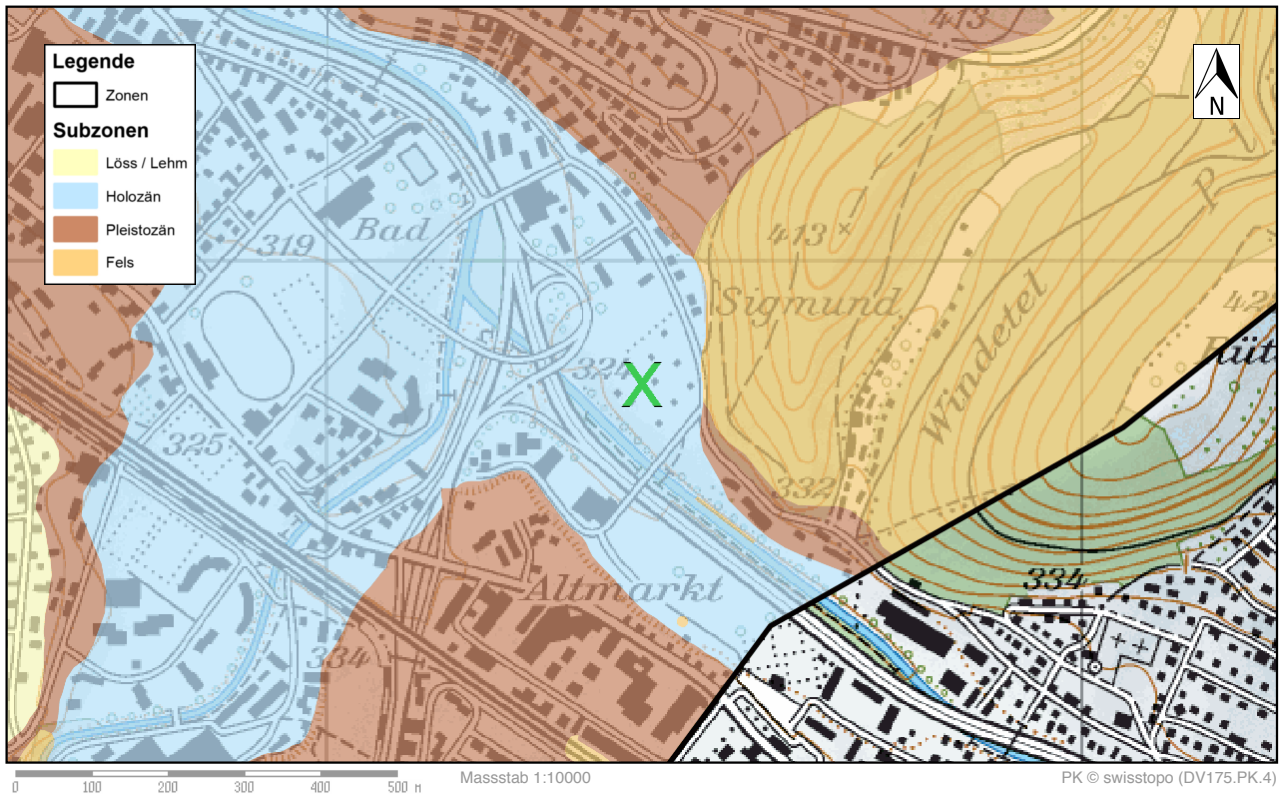 413
Legende
Zonen
Subzonen
Löss / Lehm
Holozän
Pleistozän
Fels
N
P
413
Bad
319
Sigmund
324
X
Windetel
325
332
Altmarkt
334
334
0 100 200 300 400 500 M
Massstab 1:10000
PK © swisstopo (DV175.PK.4)